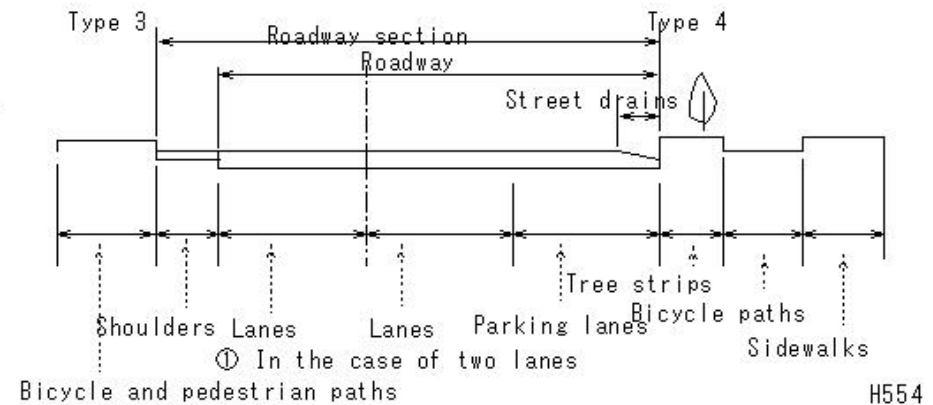 Type 3
Type 4
Roadway section
Roadway
Street drains
Tree strips
Bicycle paths
Shoulders
Lanes
Lanes
Parking lanes
Sidewalks
① In the case of two lanes
Bicycle and pedestrian paths
H554